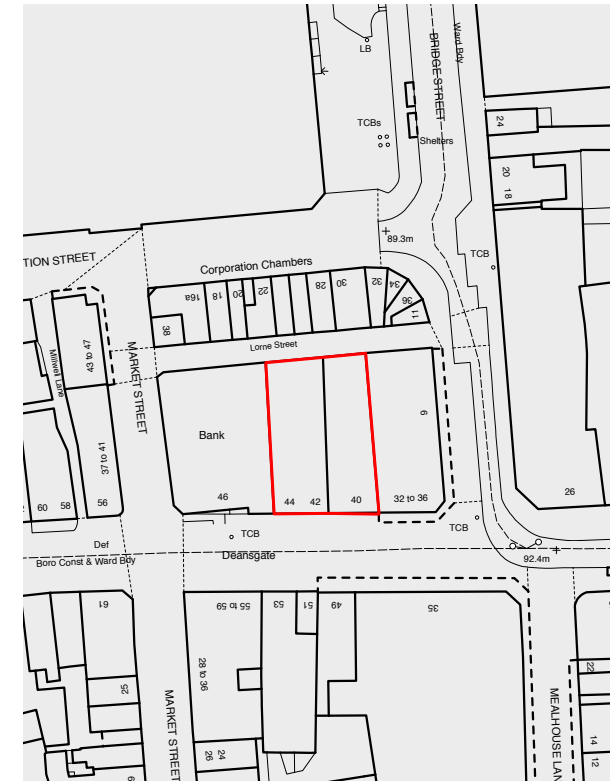 LB
BRIDGE STREET
Ward Bdy
TCBs
Shelters
24
20
18
89.3m
TCB
TION STREET
Corporation Chambers
16a
18
20
22
28
30
32
34
36
11
38
Lorne Street
Milliwell Lane
43 to 47
MARKET STREET
Bank
6
37 to 41
46
44
42
40
32 to 36
26
60
58
56
TCB
TCB
Def
Deansgate
Boro Const & Ward Bdy
92.4m
61
55 to 59
53
51
49
35
25
28 to 36
22
MARKET STREET
MEALHOUSE LAN
24
26
14
12